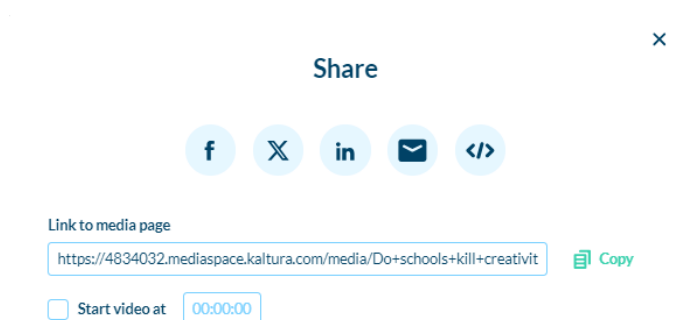 Share
Link to media page
https://4834032.mediaspace.kaltura.com/media/Do+schools+kill+creativit
Copy
Start video at
00:00:00